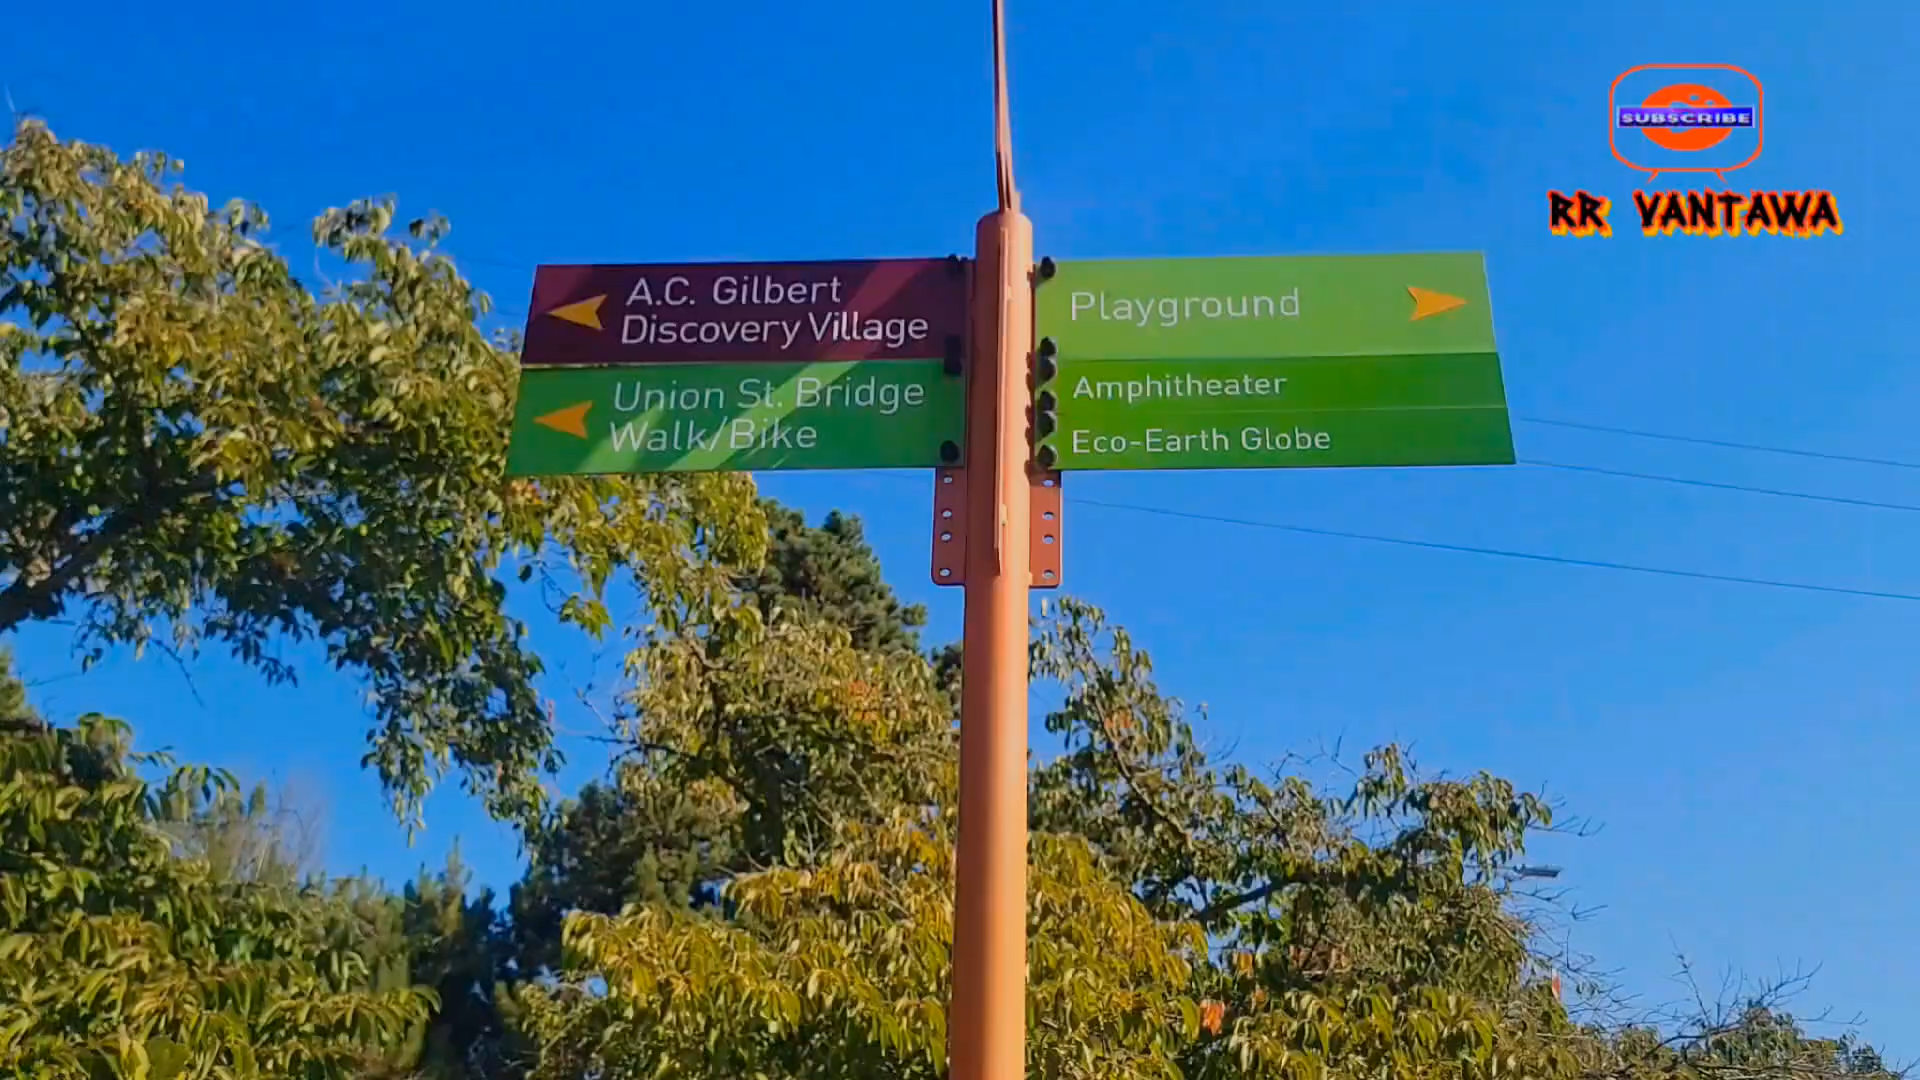 SUBSCRIBE
RR VANTAWA
A.C. Gilbert
Discovery Village
Union St. Bridge
Walk/Bike
Playground
Amphitheater
Eco-Earth Globe